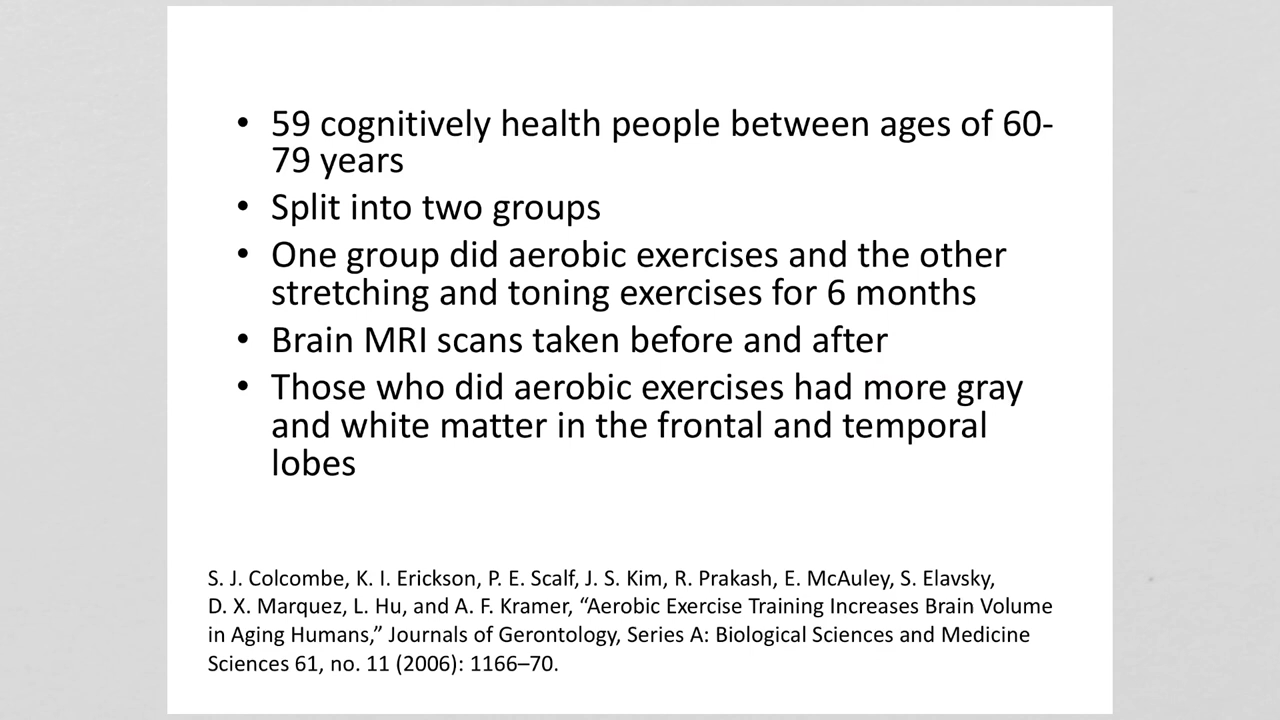 • 59 cognitively health people between ages of 60-
79 years
• Split into two groups
• One group did aerobic exercises and the other
stretching and toning exercises for 6 months
• Brain MRI scans taken before and after
• Those who did aerobic exercises had more gray
and white matter in the frontal and temporal
lobes
S. J. Colcombe, K. I. Erickson, P. E. Scalf, J. S. Kim, R. Prakash, E. McAuley, S. Elavsky,
D. X. Marquez, L. Hu, and A. F. Kramer, “Aerobic Exercise Training Increases Brain Volume
in Aging Humans,” Journals of Gerontology, Series A: Biological Sciences and Medicine
Sciences 61, no. 11 (2006): 1166–70.